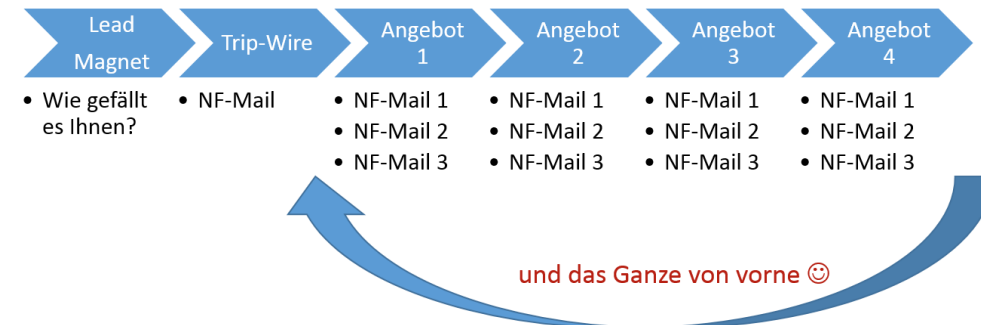 Lead
Magnet
Trip-Wire
Angebot
1
Angebot
2
Angebot
3
Angebot
4
• Wie gefällt
es Ihnen?
• NF-Mail
• NF-Mail 1
• NF-Mail 2
• NF-Mail 3
• NF-Mail 1
• NF-Mail 2
• NF-Mail 3
• NF-Mail 1
• NF-Mail 2
• NF-Mail 3
• NF-Mail 1
• NF-Mail 2
• NF-Mail 3
und das Ganze von vorne ☺